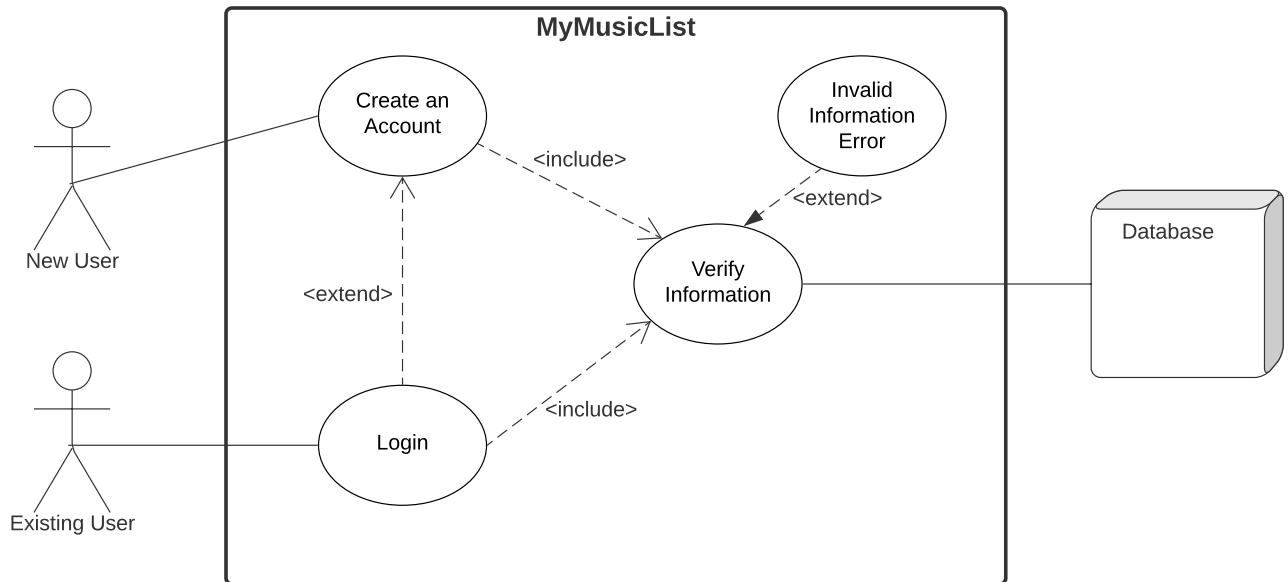 MyMusicList
Create an
Account
Invalid
Information
Error
<include>
<extend>
New User
Database
Verify
Information
<extend>
<include>
Login
Existing User